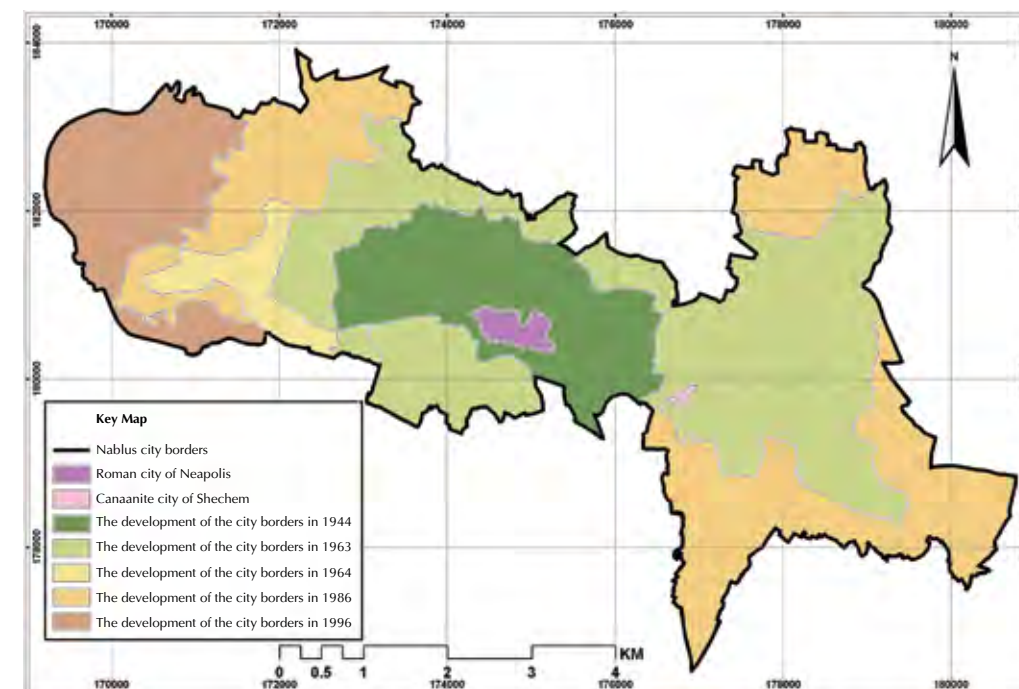 170000 172000 174000 176000 178000 180000
184000
182000
180000
178000
N
Key Map
Nablus city borders
Roman city of Neapolis
Canaanite city of Shechem
The development of the city borders in 1944
The development of the city borders in 1963
The development of the city borders in 1964
The development of the city borders in 1986
The development of the city borders in 1996
KM
0 0.5 1 2 3 4
170000 172000 174000 176000 178000 180000